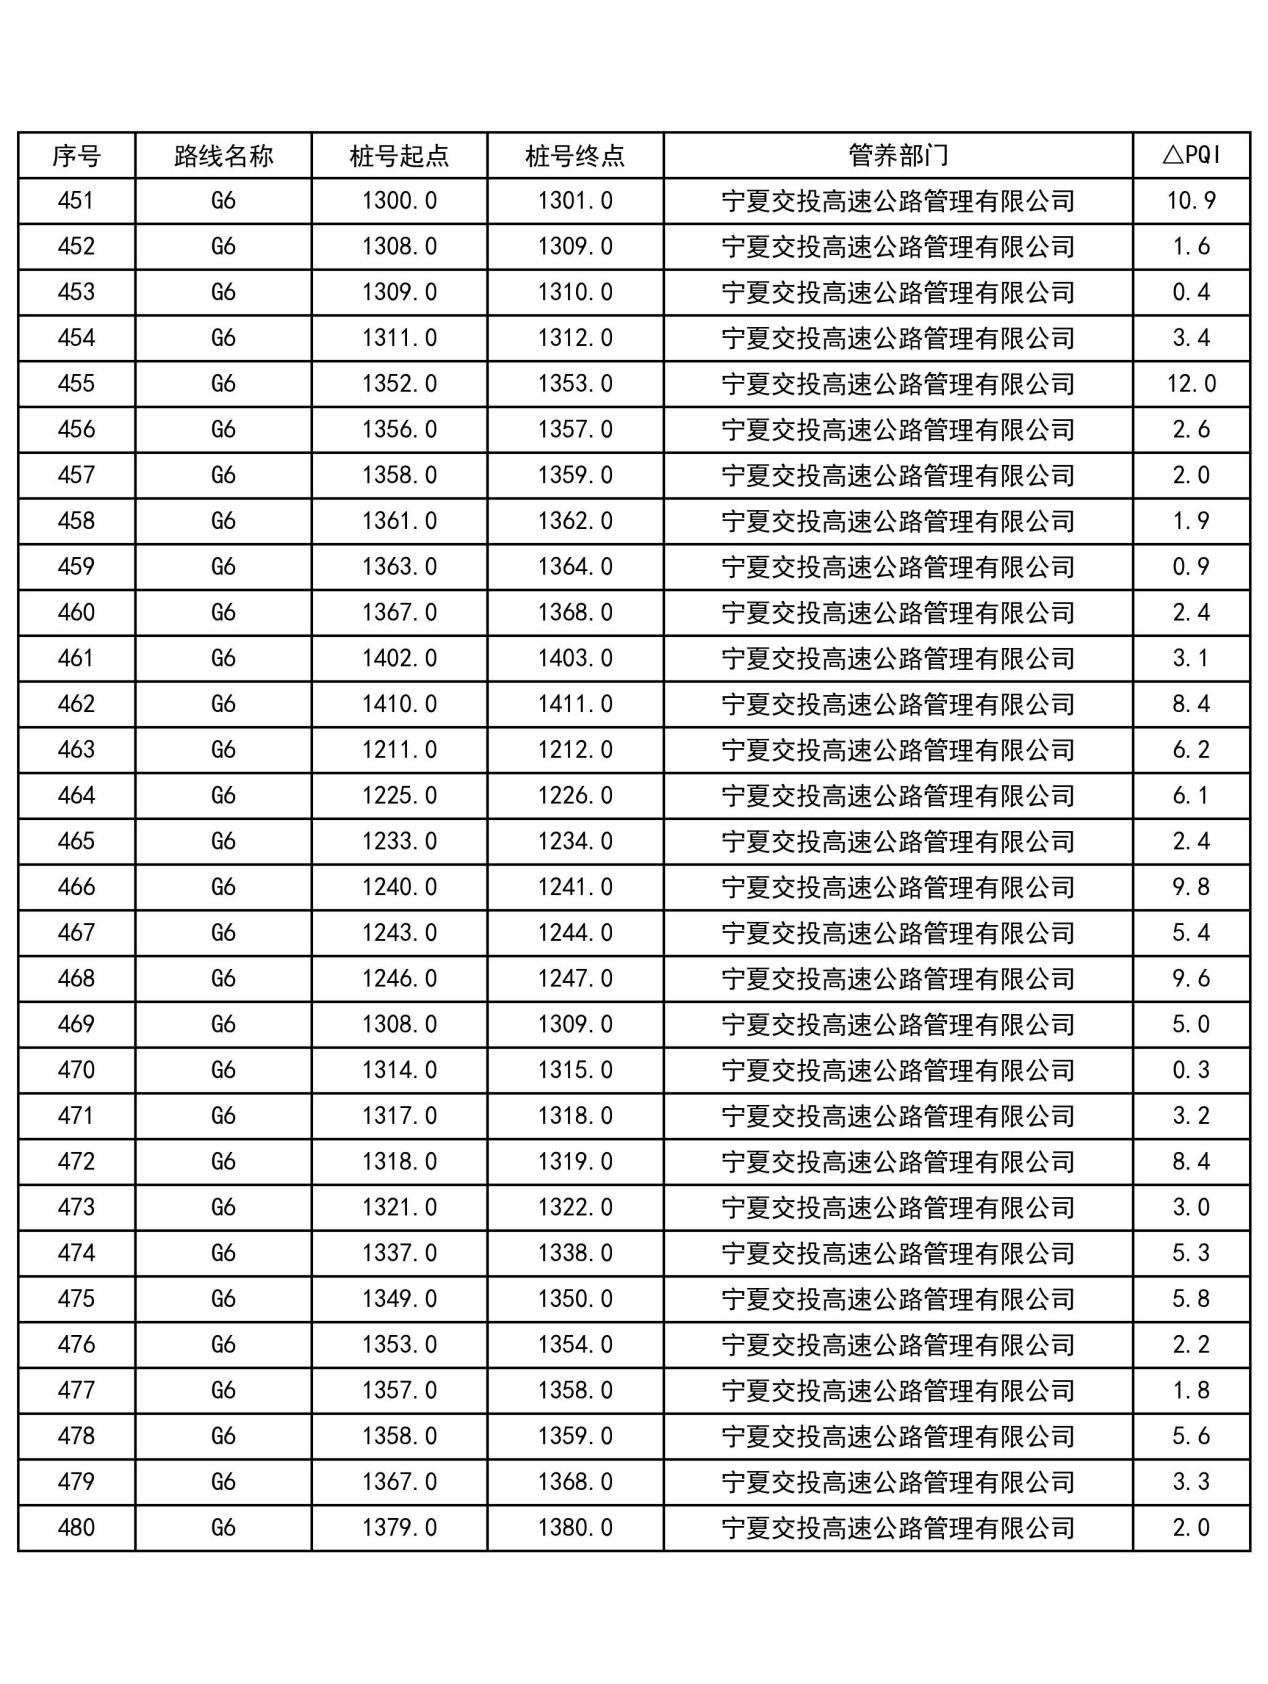 序号 路线名称 桩号起点 桩号终点 管养部门 △PQI
451 G6 1300.0 1301.0 宁夏交投高速公路管理有限公司 10.9
452 G6 1308.0 1309.0 宁夏交投高速公路管理有限公司 1.6
453 G6 1309.0 1310.0 宁夏交投高速公路管理有限公司 0.4
454 G6 1311.0 1312.0 宁夏交投高速公路管理有限公司 3.4
455 G6 1352.0 1353.0 宁夏交投高速公路管理有限公司 12.0
456 G6 1356.0 1357.0 宁夏交投高速公路管理有限公司 2.6
457 G6 1358.0 1359.0 宁夏交投高速公路管理有限公司 2.0
458 G6 1361.0 1362.0 宁夏交投高速公路管理有限公司 1.9
459 G6 1363.0 1364.0 宁夏交投高速公路管理有限公司 0.9
460 G6 1367.0 1368.0 宁夏交投高速公路管理有限公司 2.4
461 G6 1402.0 1403.0 宁夏交投高速公路管理有限公司 3.1
462 G6 1410.0 1411.0 宁夏交投高速公路管理有限公司 8.4
463 G6 1211.0 1212.0 宁夏交投高速公路管理有限公司 6.2
464 G6 1225.0 1226.0 宁夏交投高速公路管理有限公司 6.1
465 G6 1233.0 1234.0 宁夏交投高速公路管理有限公司 2.4
466 G6 1240.0 1241.0 宁夏交投高速公路管理有限公司 9.8
467 G6 1243.0 1244.0 宁夏交投高速公路管理有限公司 5.4
468 G6 1246.0 1247.0 宁夏交投高速公路管理有限公司 9.6
469 G6 1308.0 1309.0 宁夏交投高速公路管理有限公司 5.0
470 G6 1314.0 1315.0 宁夏交投高速公路管理有限公司 0.3
471 G6 1317.0 1318.0 宁夏交投高速公路管理有限公司 3.2
472 G6 1318.0 1319.0 宁夏交投高速公路管理有限公司 8.4
473 G6 1321.0 1322.0 宁夏交投高速公路管理有限公司 3.0
474 G6 1337.0 1338.0 宁夏交投高速公路管理有限公司 5.3
475 G6 1349.0 1350.0 宁夏交投高速公路管理有限公司 5.8
476 G6 1353.0 1354.0 宁夏交投高速公路管理有限公司 2.2
477 G6 1357.0 1358.0 宁夏交投高速公路管理有限公司 1.8
478 G6 1358.0 1359.0 宁夏交投高速公路管理有限公司 5.6
479 G6 1367.0 1368.0 宁夏交投高速公路管理有限公司 3.3
480 G6 1379.0 1380.0 宁夏交投高速公路管理有限公司 2.0